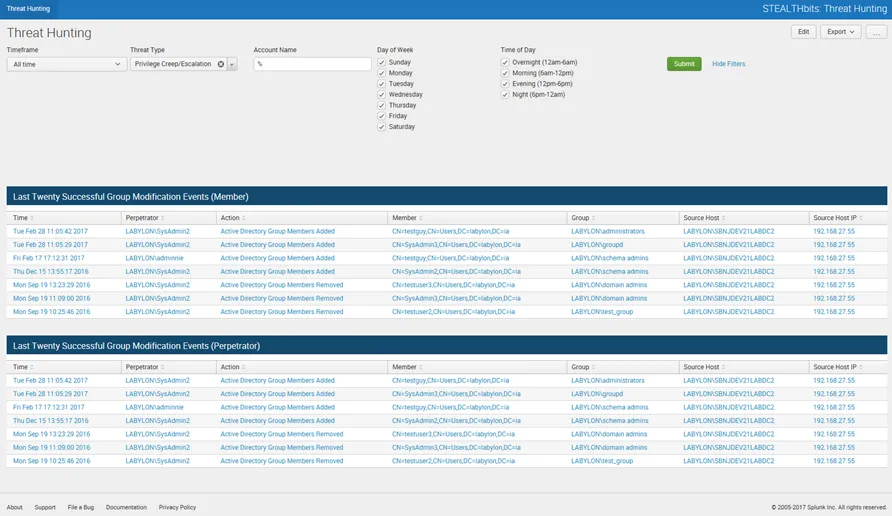 Threat Hunting STEALTHbits: Threat Hunting
Threat Hunting Edit Export ...
Timeframe Threat Type Account Name Day of Week Time of Day
All time Privilege Creep/Escalation % Sunday Overnight (12am-6am) Submit Hide Filters
Monday Morning (6am-12pm)
Tuesday Evening (12pm-6pm)
Wednesday Night (6pm-12am)
Thursday
Friday
Saturday
Last Twenty Successful Group Modification Events (Member)
Time Perpetrator Action Member Group Source Host Source Host IP
Tue Feb 28 11:05:42 2017 LABYLON\SysAdmin2 Active Directory Group Members Added CN=testguy,CN=Users,DC=labylon,DC=ia LABYLON\administrators LABYLON\SBNJDEV21LABDC2 192.168.27.55
Tue Feb 28 11:05:29 2017 LABYLON\SysAdmin2 Active Directory Group Members Added CN=SysAdmin3,CN=Users,DC=labylon,DC=ia LABYLON\groupd LABYLON\SBNJDEV21LABDC2 192.168.27.55
Fri Feb 17 17:12:31 2017 LABYLON\adminnie Active Directory Group Members Added CN=testguy,CN=Users,DC=labylon,DC=ia LABYLON\schema admins LABYLON\SBNJDEV21LABDC2 192.168.27.55
Thu Dec 15 13:55:17 2016 LABYLON\SysAdmin2 Active Directory Group Members Added CN=SysAdmin2,CN=Users,DC=labylon,DC=ia LABYLON\schema admins LABYLON\SBNJDEV21LABDC2 192.168.27.55
Mon Sep 19 13:23:29 2016 LABYLON\SysAdmin2 Active Directory Group Members Removed CN=testuser3,CN=Users,DC=labylon,DC=ia LABYLON\domain admins LABYLON\SBNJDEV21LABDC2 192.168.27.55
Mon Sep 19 11:09:00 2016 LABYLON\SysAdmin2 Active Directory Group Members Removed CN=SysAdmin3,CN=Users,DC=labylon,DC=ia LABYLON\domain admins LABYLON\SBNJDEV21LABDC2 192.168.27.55
Mon Sep 19 10:25:46 2016 LABYLON\SysAdmin2 Active Directory Group Members Removed CN=testuser2,CN=Users,DC=labylon,DC=ia LABYLON\test_group LABYLON\SBNJDEV21LABDC2 192.168.27.55
Last Twenty Successful Group Modification Events (Perpetrator)
Time Perpetrator Action Member Group Source Host Source Host IP
Tue Feb 28 11:05:42 2017 LABYLON\SysAdmin2 Active Directory Group Members Added CN=testguy,CN=Users,DC=labylon,DC=ia LABYLON\administrators LABYLON\SBNJDEV21LABDC2 192.168.27.55
Tue Feb 28 11:05:29 2017 LABYLON\SysAdmin2 Active Directory Group Members Added CN=SysAdmin3,CN=Users,DC=labylon,DC=ia LABYLON\groupd LABYLON\SBNJDEV21LABDC2 192.168.27.55
Fri Feb 17 17:12:31 2017 LABYLON\adminnie Active Directory Group Members Added CN=testguy,CN=Users,DC=labylon,DC=ia LABYLON\schema admins LABYLON\SBNJDEV21LABDC2 192.168.27.55
Thu Dec 15 13:55:17 2016 LABYLON\SysAdmin2 Active Directory Group Members Added CN=SysAdmin2,CN=Users,DC=labylon,DC=ia LABYLON\schema admins LABYLON\SBNJDEV21LABDC2 192.168.27.55
Mon Sep 19 13:23:29 2016 LABYLON\SysAdmin2 Active Directory Group Members Removed CN=testuser3,CN=Users,DC=labylon,DC=ia LABYLON\domain admins LABYLON\SBNJDEV21LABDC2 192.168.27.55
Mon Sep 19 11:09:00 2016 LABYLON\SysAdmin2 Active Directory Group Members Removed CN=SysAdmin3,CN=Users,DC=labylon,DC=ia LABYLON\domain admins LABYLON\SBNJDEV21LABDC2 192.168.27.55
Mon Sep 19 10:25:46 2016 LABYLON\SysAdmin2 Active Directory Group Members Removed CN=testuser2,CN=Users,DC=labylon,DC=ia LABYLON\test_group LABYLON\SBNJDEV21LABDC2 192.168.27.55
About Support File a Bug Documentation Privacy Policy © 2005-2017 Splunk Inc. All rights reserved.